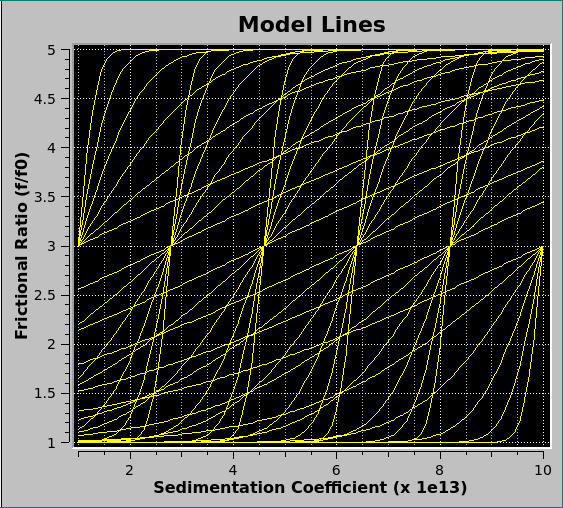 Model Lines
Frictional Ratio (f/f0)
5
4.5
4
3.5
3
2.5
2
1.5
1
2 4 6 8 10
Sedimentation Coefficient (x 1e13)